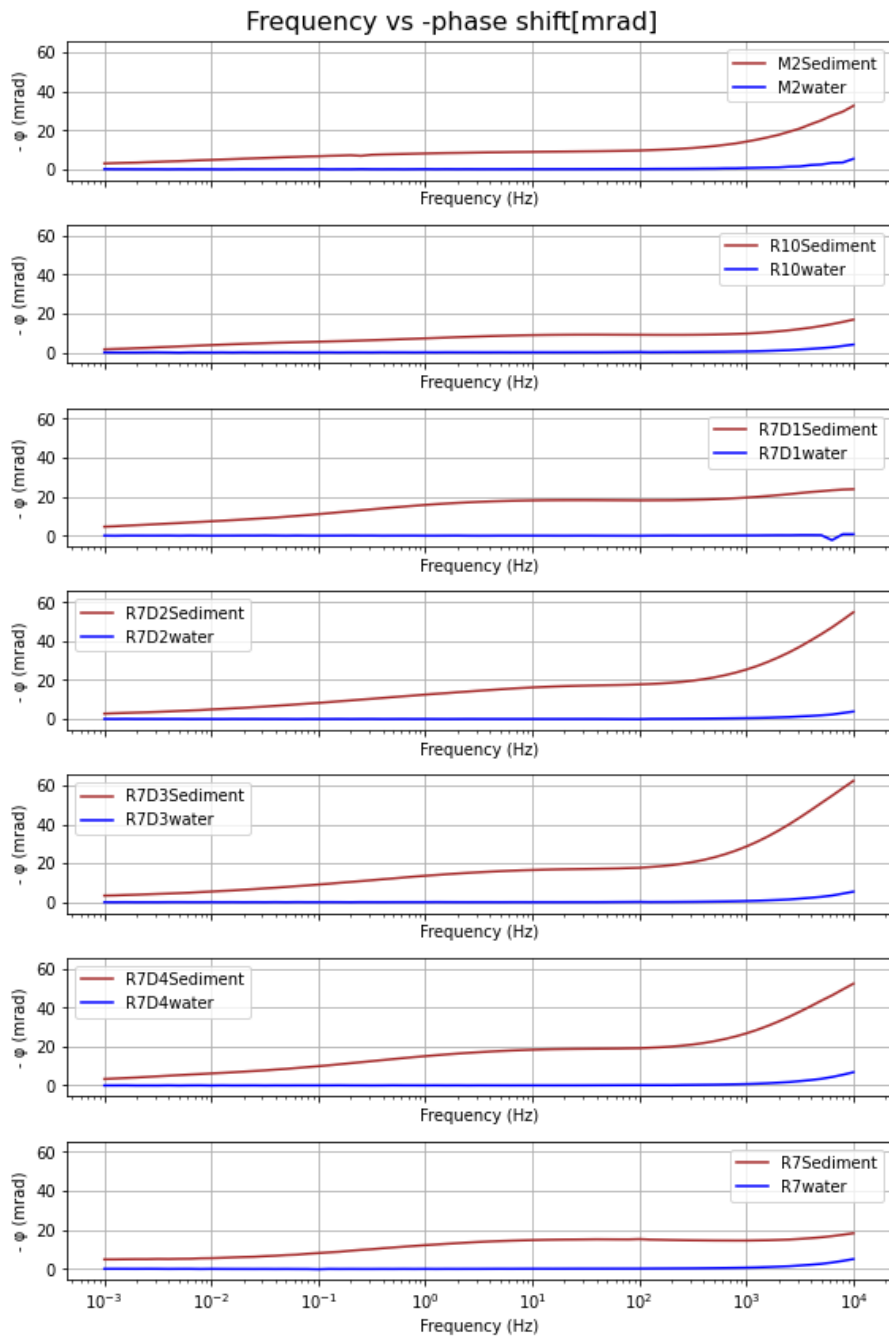 Frequency vs -phase shift[mrad]
60
40
20
0
- φ (mrad)
M2Sediment
M2water
Frequency (Hz)
60
40
20
0
- φ (mrad)
R10Sediment
R10water
Frequency (Hz)
60
40
20
0
- φ (mrad)
R7D1Sediment
R7D1water
Frequency (Hz)
60
40
20
0
- φ (mrad)
R7D2Sediment
R7D2water
Frequency (Hz)
60
40
20
0
- φ (mrad)
R7D3Sediment
R7D3water
Frequency (Hz)
60
40
20
0
- φ (mrad)
R7D4Sediment
R7D4water
Frequency (Hz)
60
40
20
0
- φ (mrad)
R7Sediment
R7water
10⁻³ 10⁻² 10⁻¹ 10⁰ 10¹ 10² 10³ 10⁴
Frequency (Hz)